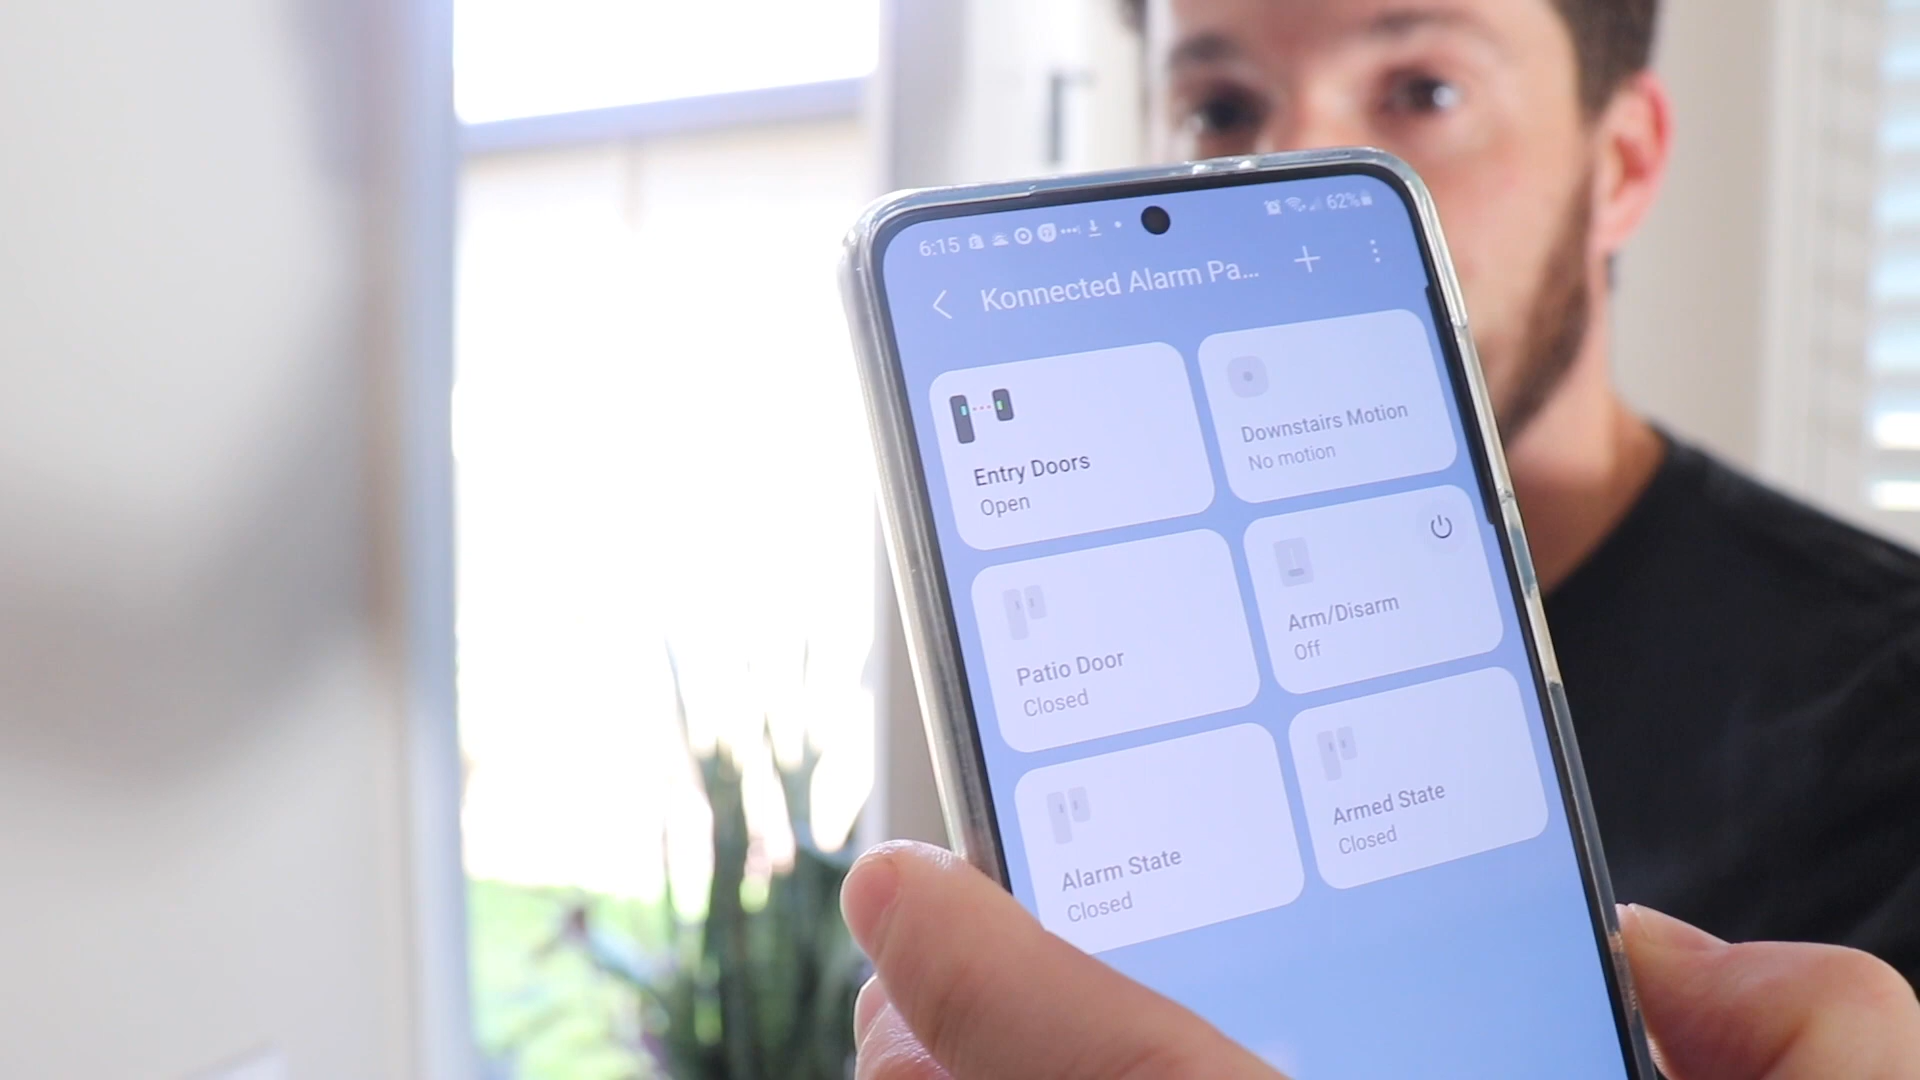 6:15
62%
Konnected Alarm Pa...
Entry Doors
Open
Downstairs Motion
No motion
Patio Door
Closed
Arm/Disarm
Off
Alarm State
Closed
Armed State
Closed